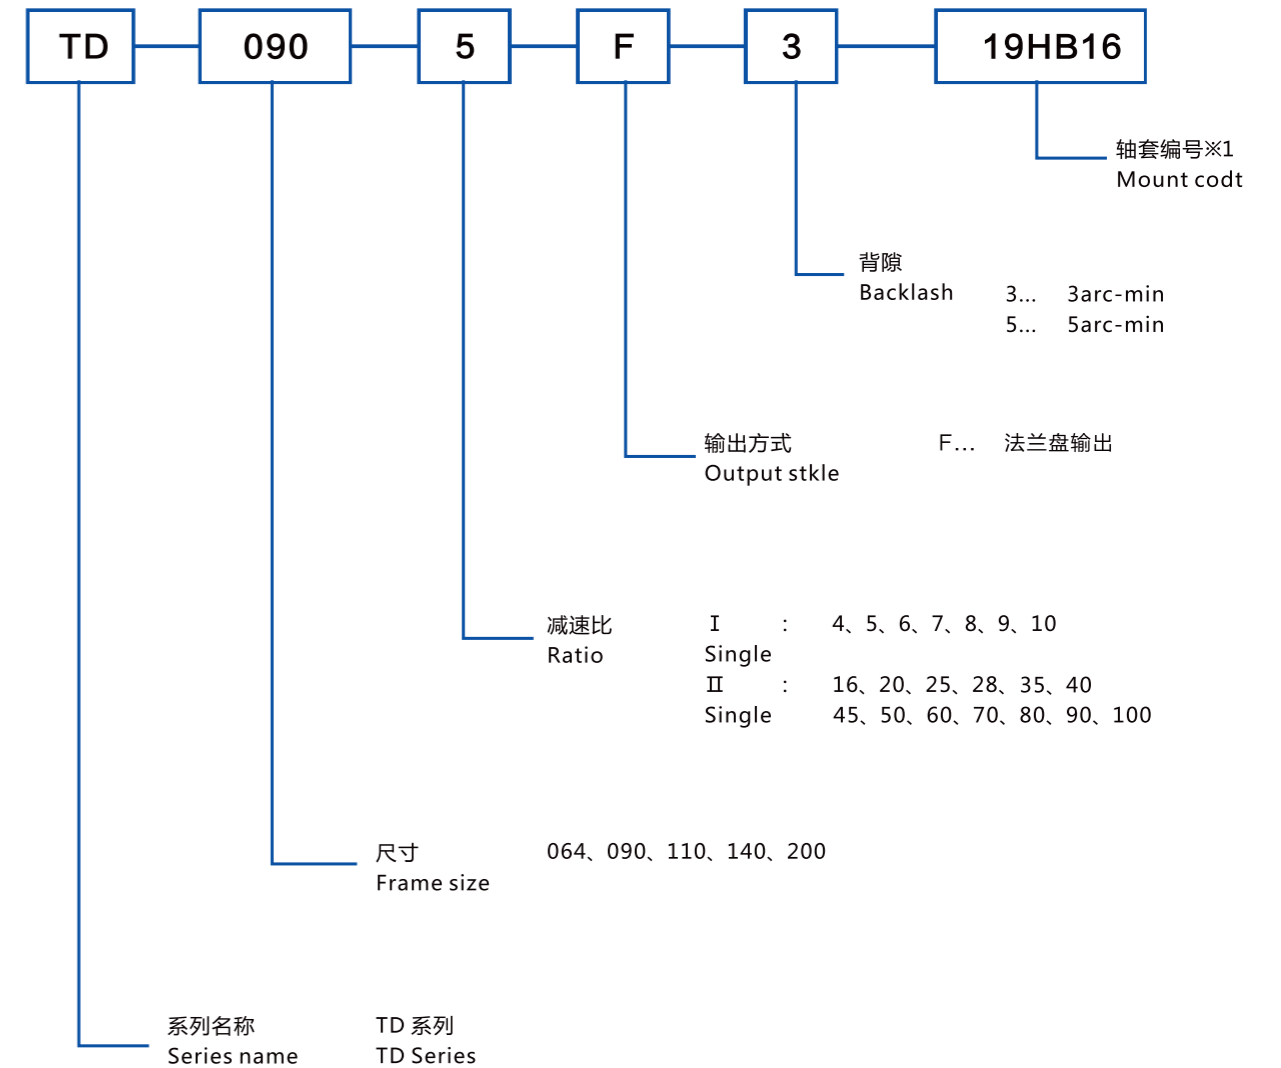 TD 090 5 F 3 19HB16
轴套编号※1
Mount codt
背隙
Backlash
3... 3arc-min
5... 5arc-min
输出方式 F... 法兰盘输出
Output stkle
减速比 Ⅰ : 4、5、6、7、8、9、10
Ratio Single
Ⅱ : 16、20、25、28、35、40
Single 45、50、60、70、80、90、100
尺寸 064、090、110、140、200
Frame size
系列名称 TD 系列
Series name TD Series